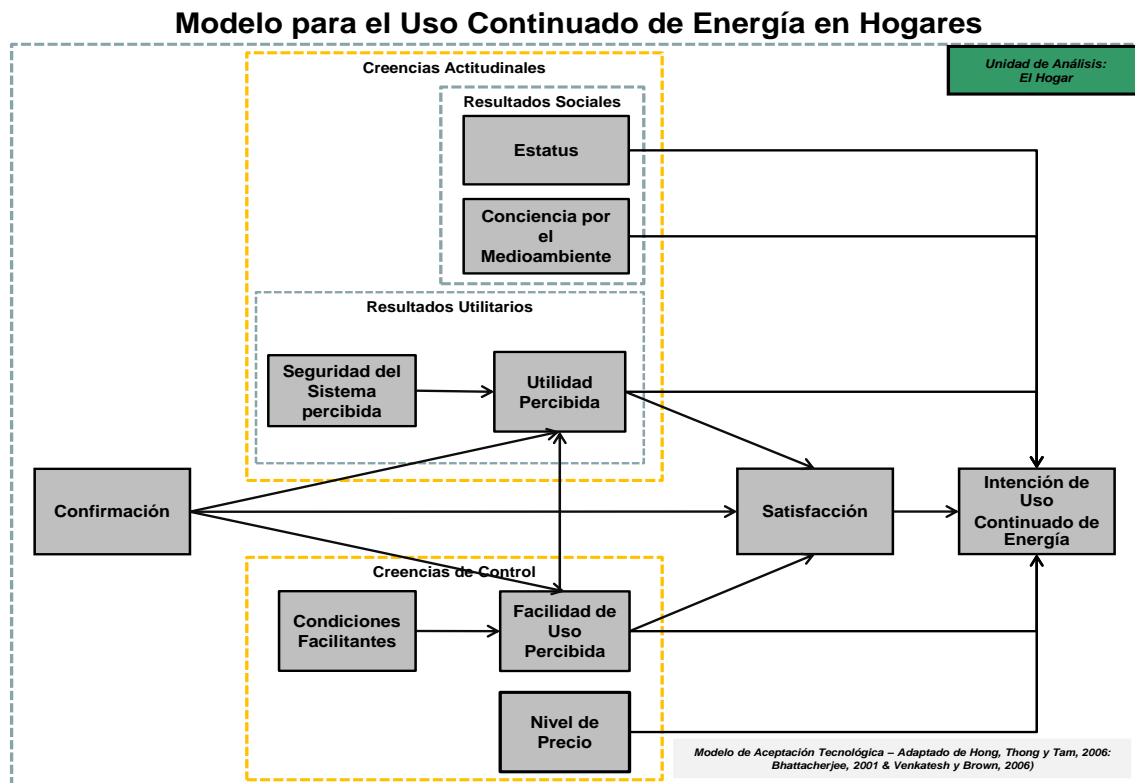 Modelo para el Uso Continuado de Energía en Hogares
Creencias Actitudinales
Unidad de Análisis:
El Hogar
Resultados Sociales
Estatus
Conciencia por
el
Medioambiente
Resultados Utilitarios
Seguridad del
Sistema
percibida
Utilidad
Percibida
Confirmación
Satisfacción
Intención de
Uso
Continuado de
Energía
Creencias de Control
Condiciones
Facilitantes
Facilidad de
Uso
Percibida
Nivel de
Precio
Modelo de Aceptación Tecnológica – Adaptado de Hong, Thong y Tam, 2006:
Bhattacherjee, 2001 & Venkatesh y Brown, 2006)